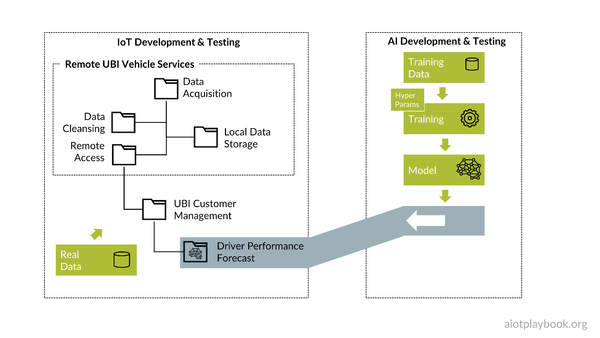 IoT Development & Testing
Remote UBI Vehicle Services
Data
Acquisition
Data
Cleansing
Local Data
Storage
Remote
Access
UBI Customer
Management
Driver Performance
Forecast
Real
Data
AI Development & Testing
Training
Data
Hyper
Params
Training
Model
aiotplaybook.org